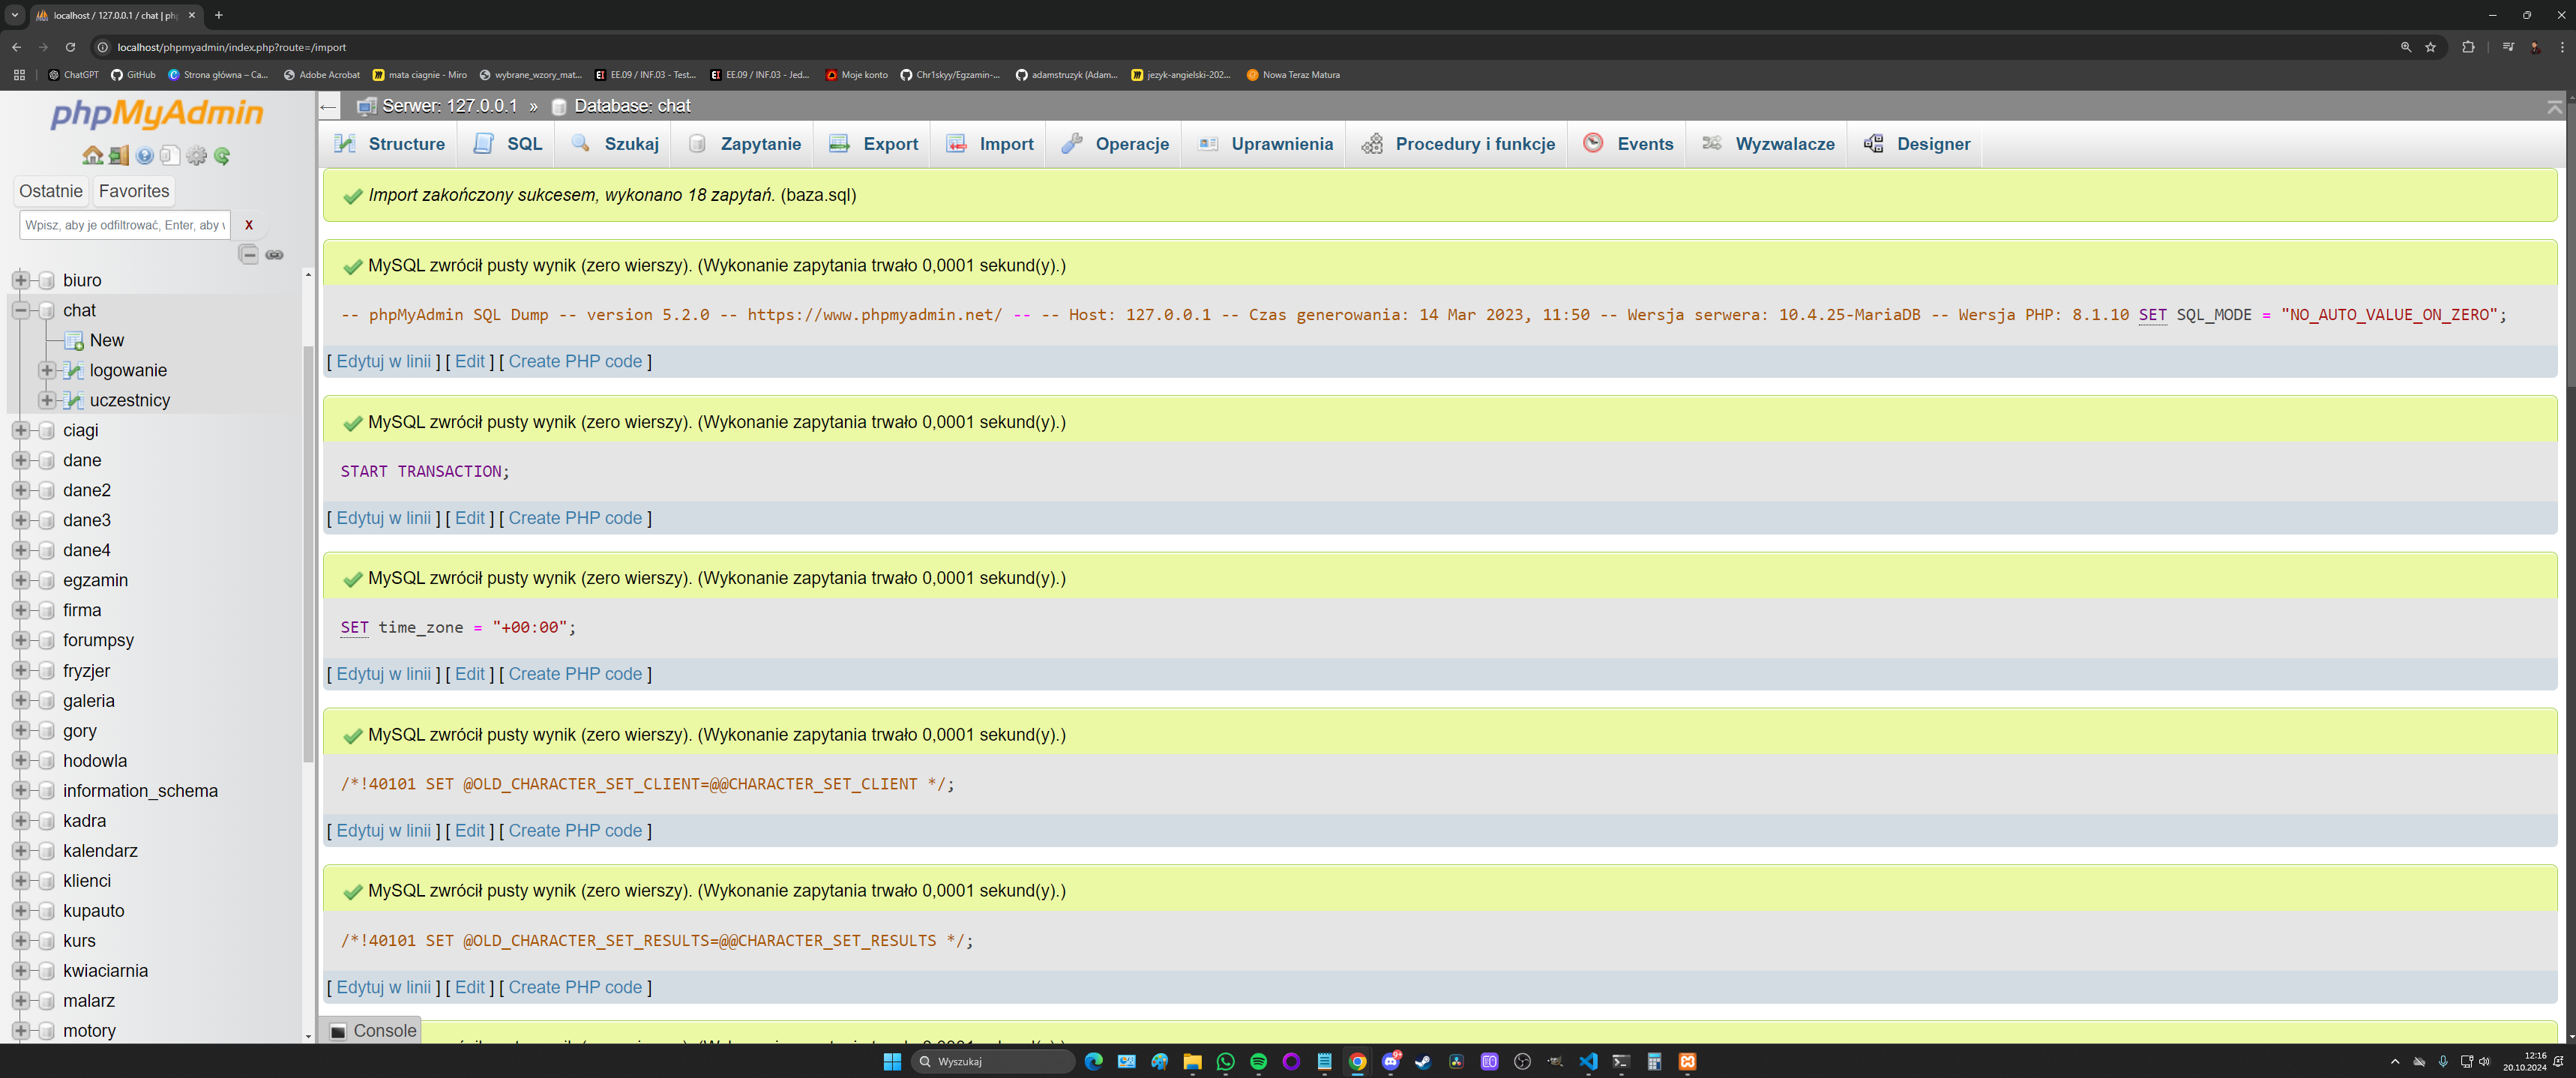 localhost / 127.0.0.1 / chat | php
localhost/phpmyadmin/index.php?route=/import
ChatGPT
GitHub
Strona główna – Ca...
Adobe Acrobat
mata ciagnie - Miro
wybrane_wzory_mat...
EE.09 / INF.03 - Test...
EE.09 / INF.03 - Jed...
Moje konto
Chr1skyy/Egzamin-...
adamstruzyk (Adam...
jezyk-angielski-202...
Nowa Teraz Matura
phpMyAdmin
Ostatnie
Favorites
Wpisz, aby je odfiltrować, Enter, aby w
X
biuro
chat
New
logowanie
uczestnicy
ciagi
dane
dane2
dane3
dane4
egzamin
firma
forumpsy
fryzjer
galeria
gory
hodowla
information_schema
kadra
kalendarz
klienci
kupauto
kurs
kwiaciarnia
malarz
motory
Serwer: 127.0.0.1 » Database: chat
Structure
SQL
Szukaj
Zapytanie
Export
Import
Operacje
Uprawnienia
Procedury i funkcje
Events
Wyzwalacze
Designer
Import zakończony sukcesem, wykonano 18 zapytań. (baza.sql)
MySQL zwrócił pusty wynik (zero wierszy). (Wykonanie zapytania trwało 0,0001 sekund(y).)
-- phpMyAdmin SQL Dump -- version 5.2.0 -- https://www.phpmyadmin.net/ -- -- Host: 127.0.0.1 -- Czas generowania: 14 Mar 2023, 11:50 -- Wersja serwera: 10.4.25-MariaDB -- Wersja PHP: 8.1.10 SET SQL_MODE = "NO_AUTO_VALUE_ON_ZERO";
[ Edytuj w linii ] [ Edit ] [ Create PHP code ]
MySQL zwrócił pusty wynik (zero wierszy). (Wykonanie zapytania trwało 0,0001 sekund(y).)
START TRANSACTION;
[ Edytuj w linii ] [ Edit ] [ Create PHP code ]
MySQL zwrócił pusty wynik (zero wierszy). (Wykonanie zapytania trwało 0,0001 sekund(y).)
SET time_zone = "+00:00";
[ Edytuj w linii ] [ Edit ] [ Create PHP code ]
MySQL zwrócił pusty wynik (zero wierszy). (Wykonanie zapytania trwało 0,0001 sekund(y).)
/*!40101 SET @OLD_CHARACTER_SET_CLIENT=@@CHARACTER_SET_CLIENT */;
[ Edytuj w linii ] [ Edit ] [ Create PHP code ]
MySQL zwrócił pusty wynik (zero wierszy). (Wykonanie zapytania trwało 0,0001 sekund(y).)
/*!40101 SET @OLD_CHARACTER_SET_RESULTS=@@CHARACTER_SET_RESULTS */;
[ Edytuj w linii ] [ Edit ] [ Create PHP code ]
Console
Wyszukaj
12:16
20.10.2024